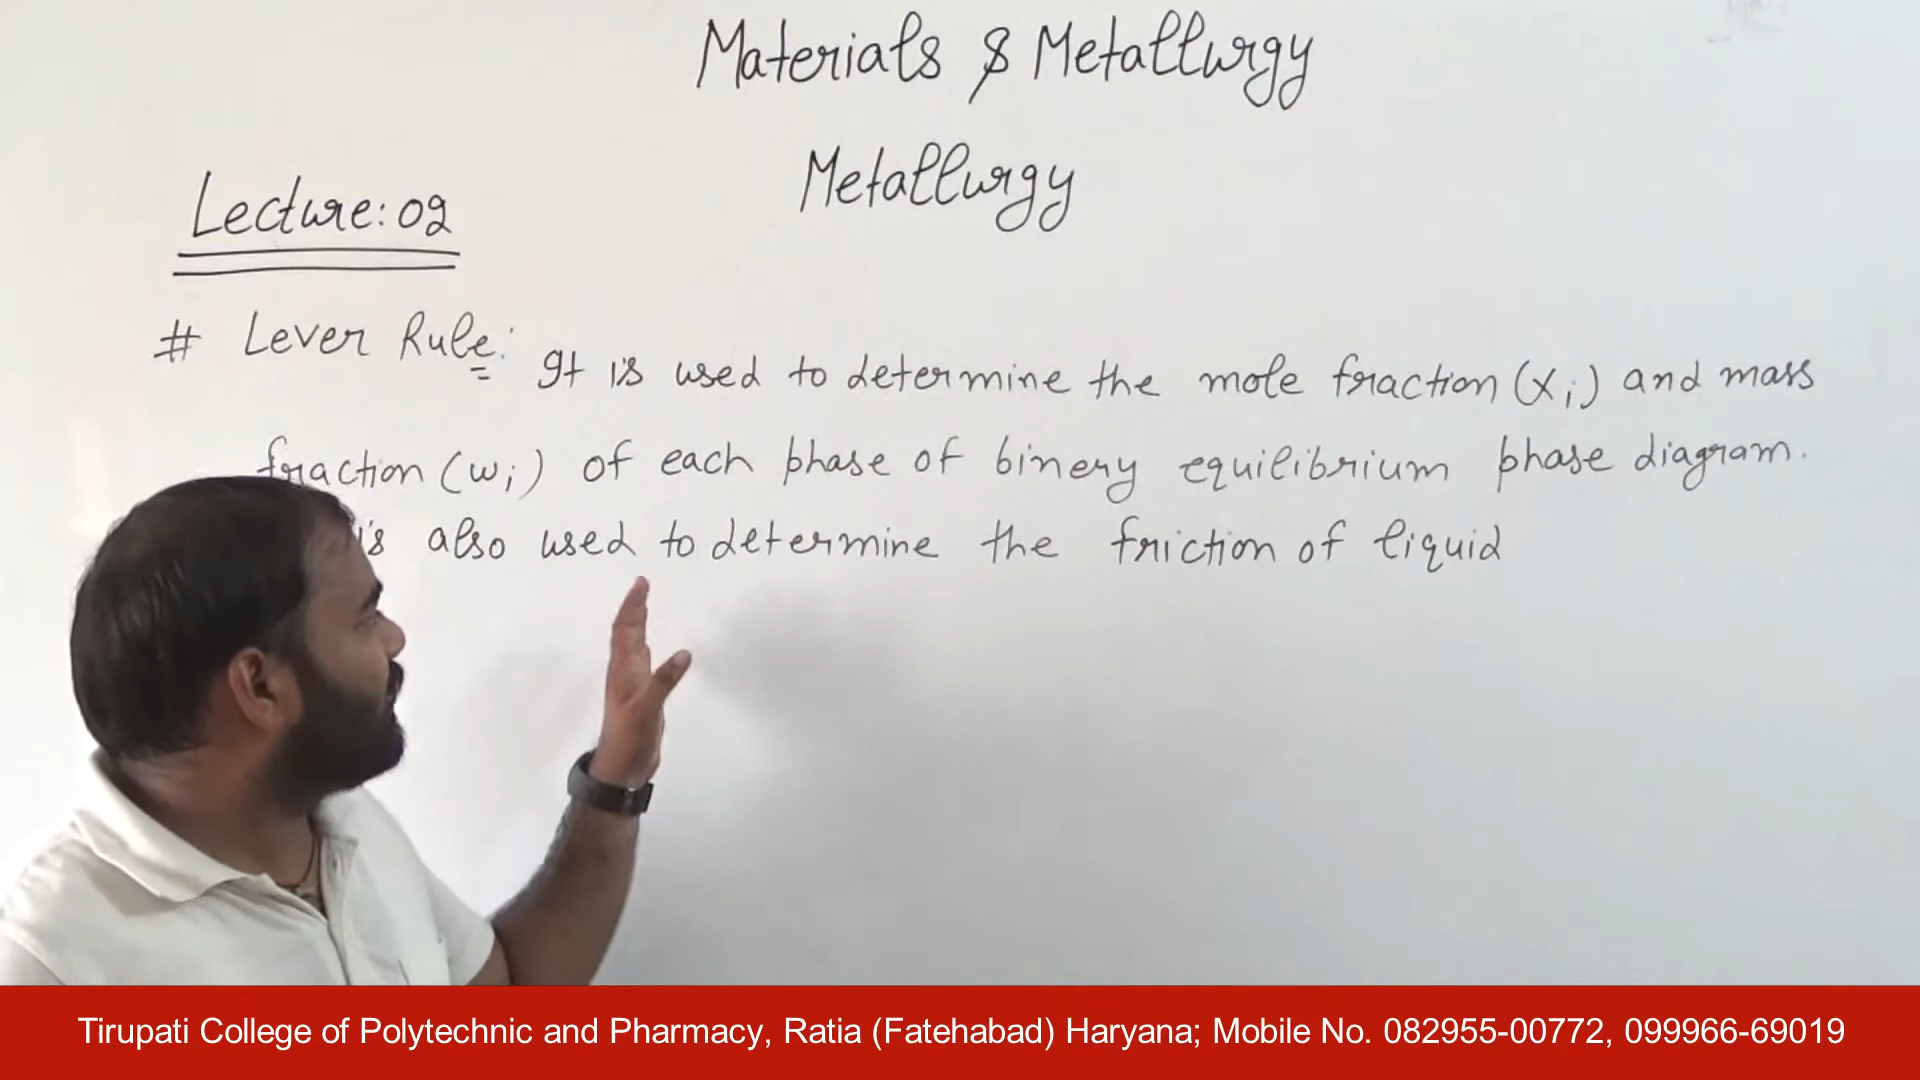 Materials & Metallurgy
Metallurgy
Lecture: 02
# Lever Rule: It is used to determine the mole fraction (xi) and mass
fraction (wi) of each phase of binery equilibrium phase diagram.
is also used to determine the friction of liquid
Tirupati College of Polytechnic and Pharmacy, Ratia (Fatehabad) Haryana; Mobile No. 082955-00772, 099966-69019